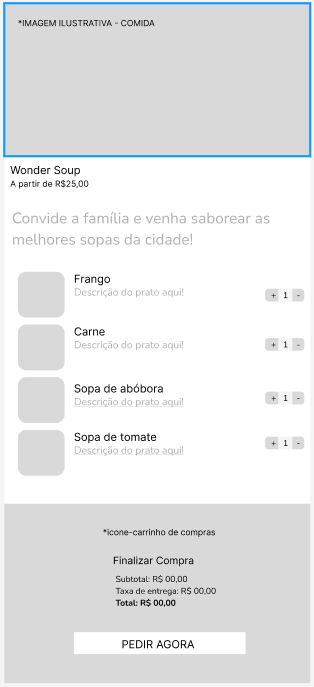 *IMAGEM ILUSTRATIVA - COMIDA
Wonder Soup
A partir de R$25,00
Convide a família e venha saborear as
melhores sopas da cidade!
Frango
Descrição do prato aqui!
+ 1 -
Carne
Descrição do prato aqui!
+ 1 -
Sopa de abóbora
Descrição do prato aqui!
+ 1 -
Sopa de tomate
Descrição do prato aqui!
+ 1 -
*icone-carrinho de compras
Finalizar Compra
Subtotal: R$ 00,00
Taxa de entrega: R$ 00,00
Total: R$ 00,00
PEDIR AGORA